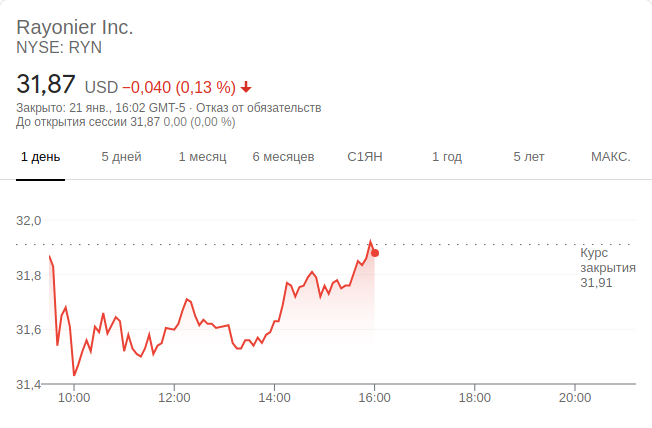 Rayonier Inc.
NYSE: RYN
31,87 USD −0,040 (0,13 %)
Закрыто: 21 янв., 16:02 GMT-5 · Отказ от обязательств
До открытия сессии 31,87 0,00 (0,00 %)
1 день 5 дней 1 месяц 6 месяцев С1ЯН 1 год 5 лет МАКС.
32,0
Курс
закрытия
31,91
31,8
31,6
31,4
10:00 12:00 14:00 16:00 18:00 20:00